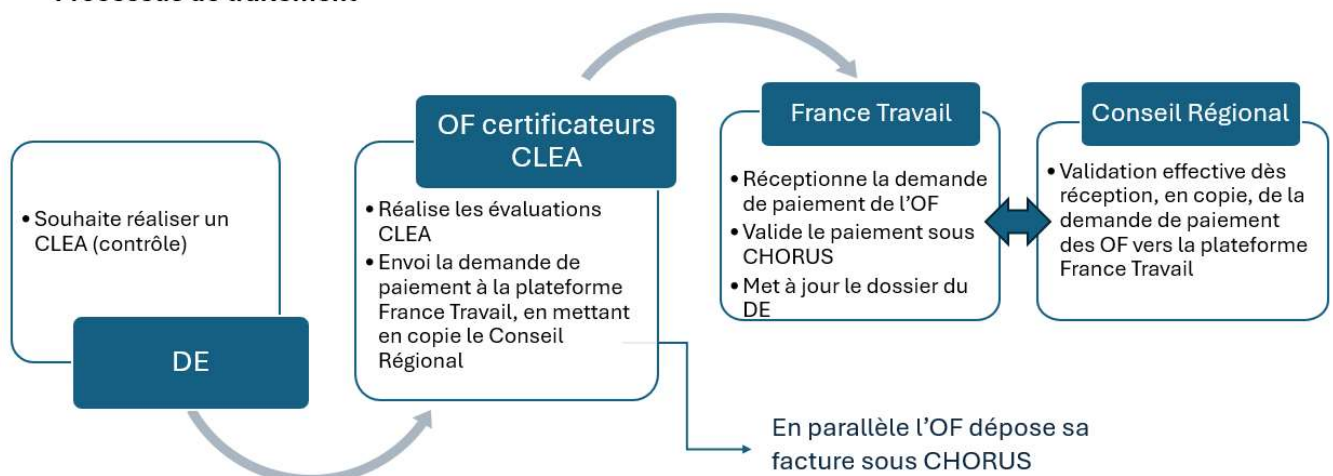 Processus de traitement
DE
• Souhaite réaliser un
CLEA (contrôle)
OF certificateurs
CLEA
• Réalise les évaluations
CLEA
• Envoi la demande de
paiement à la plateforme
France Travail, en mettant
en copie le Conseil
Régional
En parallèle l'OF dépose sa
facture sous CHORUS
France Travail
• Réceptionne la demande
de paiement de l'OF
• Valide le paiement sous
CHORUS
• Met à jour le dossier du
DE
Conseil Régional
• Validation effective dès
réception, en copie, de la
demande de paiement
des OF vers la plateforme
France Travail